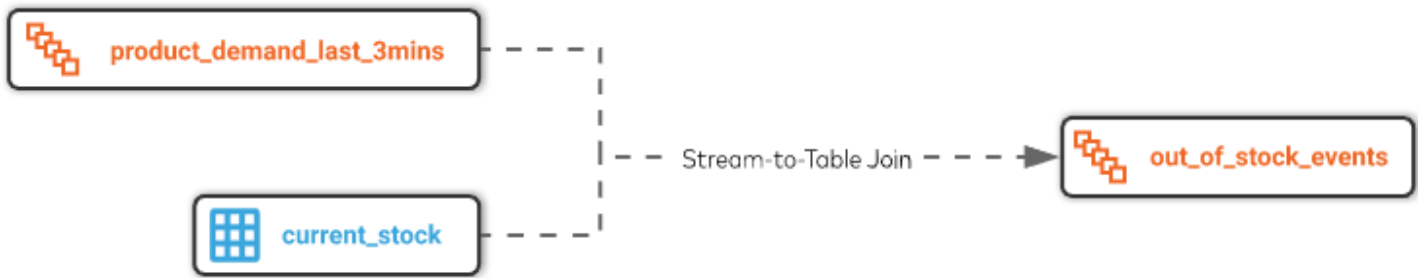 product_demand_last_3mins
Stream-to-Table Join
out_of_stock_events
current_stock